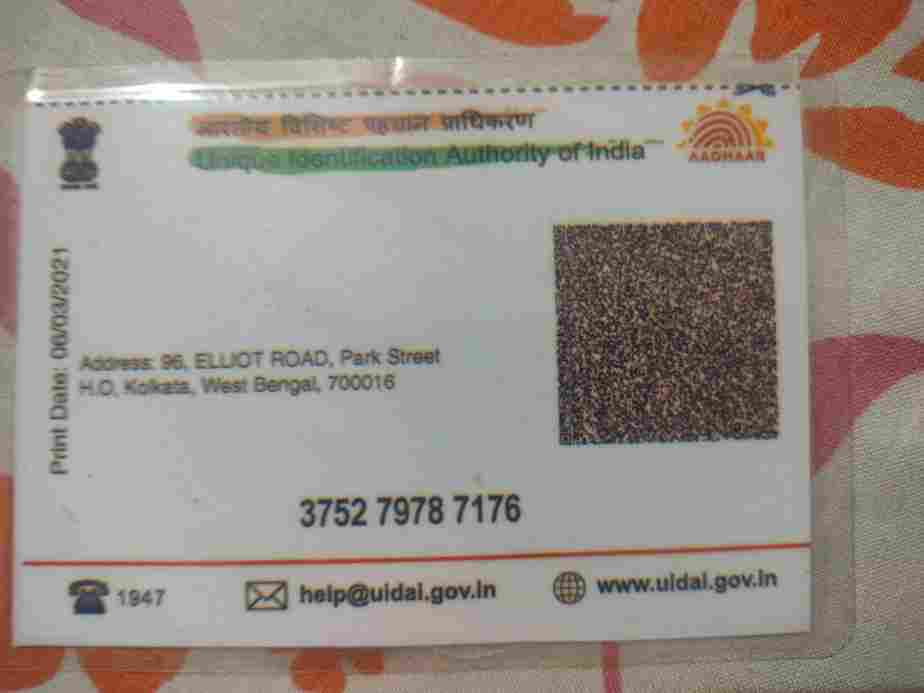 भारतीय विशिष्ट पहचान प्राधिकरण
Unique Identification Authority of India
AADHAAR
Print Date: 06/03/2021
Address: 96, ELLIOT ROAD, Park Street
H.O, Kolkata, West Bengal, 700016
3752 7978 7176
1947
help@uidai.gov.in
www.uidai.gov.in